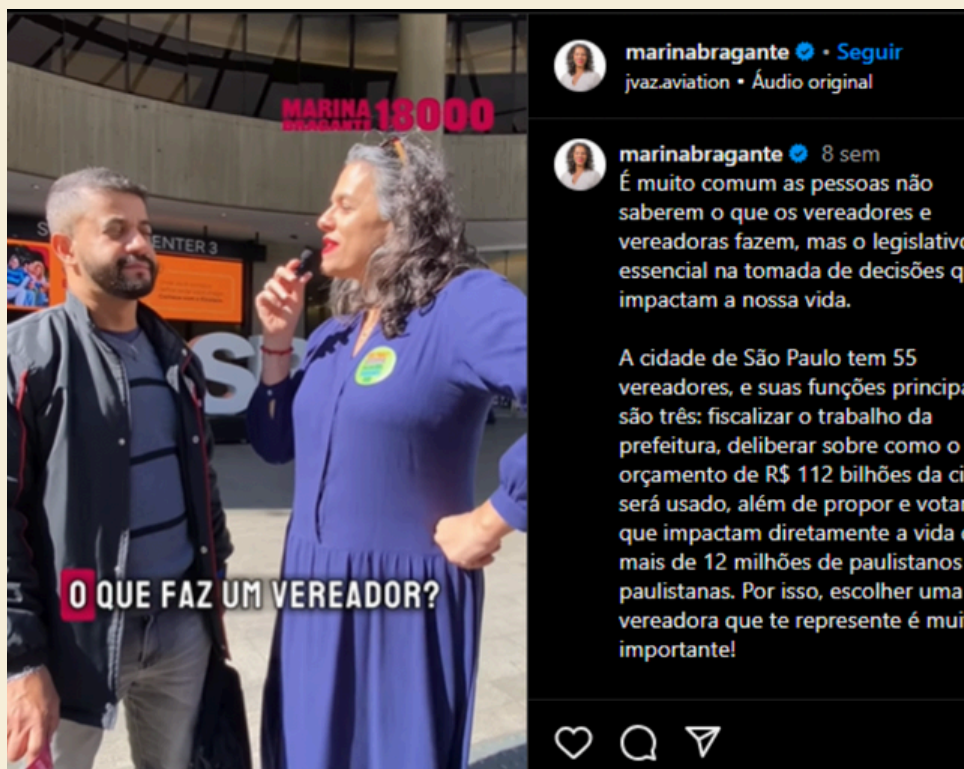 MARINA
BRAGANTE 18000
ENTER 3
O QUE FAZ UM VEREADOR?
marinabragante • Seguir
jvaz.aviation • Áudio original
marinabragante 8 sem
É muito comum as pessoas não
saberem o que os vereadores e
vereadoras fazem, mas o legislativo
essencial na tomada de decisões q
impactam a nossa vida.
A cidade de São Paulo tem 55
vereadores, e suas funções principa
são três: fiscalizar o trabalho da
prefeitura, deliberar sobre como o
orçamento de R$ 112 bilhões da ci
será usado, além de propor e votar
que impactam diretamente a vida
mais de 12 milhões de paulistanos
paulistanas. Por isso, escolher uma
vereadora que te represente é mui
importante!